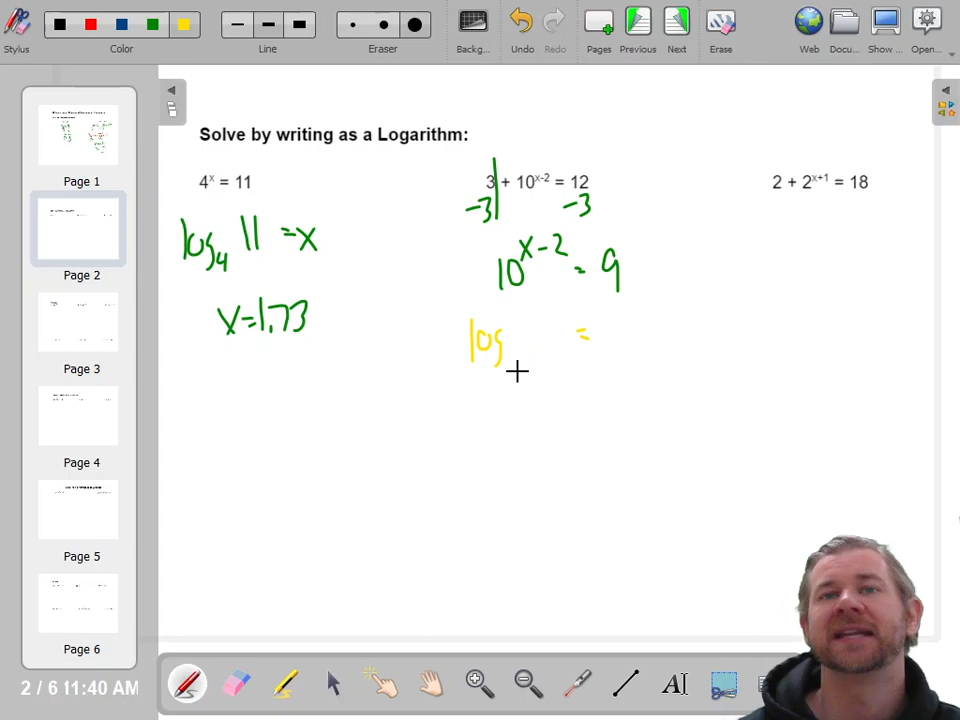 Stylus
Color
Line
Eraser
Backg...
Undo
Redo
Pages
Previous
Next
Erase
Web
Docu...
Show ...
Open...
Page 1
Page 2
Page 3
Page 4
Page 5
Page 6
2 / 6 11:40 AM
Solve by writing as a Logarithm:
4ˣ = 11
log₄ 11 = x
x = 1.73
3 + 10ˣ⁻² = 12
-3 -3
10ˣ⁻² = 9
log =
2 + 2ˣ⁺¹ = 18
A